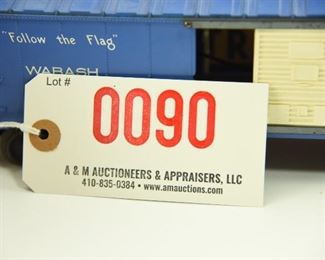 "Follow the Flag"
WABASH
Lot #
0090
A & M AUCTIONEERS & APPRAISERS, LLC
410-835-0384 • www.amauctions.com